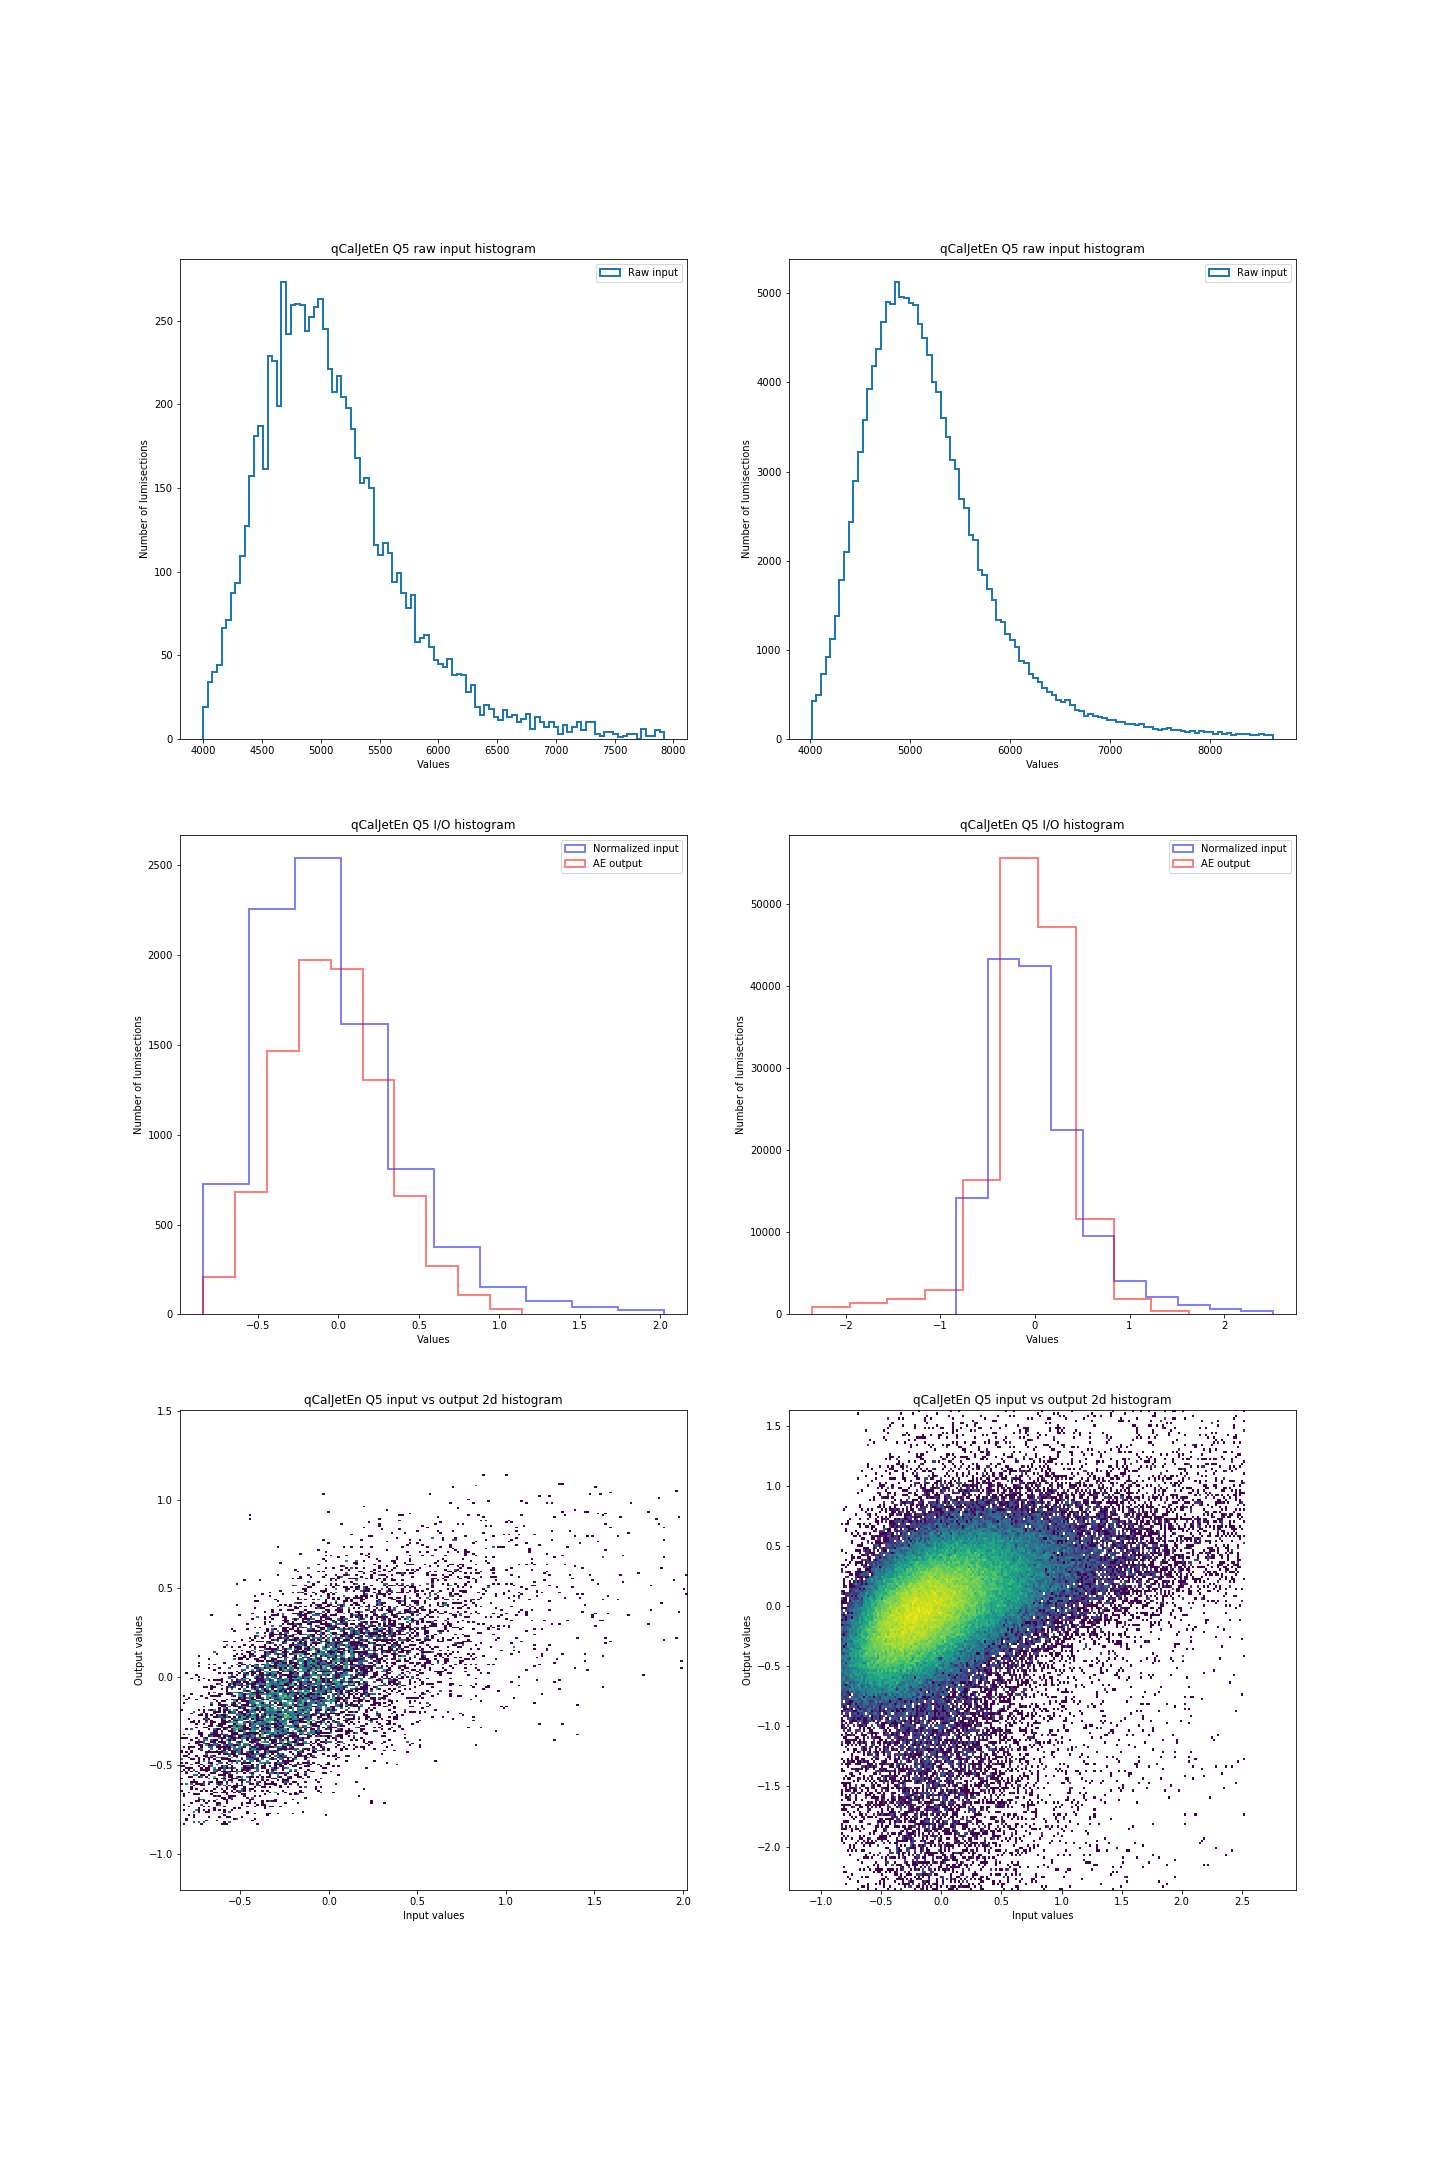 qCalJetEn Q5 raw input histogram
Raw input
250
200
150
100
50
0
Number of lumisections
4000 4500 5000 5500 6000 6500 7000 7500 8000
Values
qCalJetEn Q5 raw input histogram
Raw input
5000
4000
3000
2000
1000
0
Number of lumisections
4000 5000 6000 7000 8000
Values
qCalJetEn Q5 I/O histogram
Normalized input
AE output
2500
2000
1500
1000
500
0
Number of lumisections
−0.5 0.0 0.5 1.0 1.5 2.0
Values
qCalJetEn Q5 I/O histogram
Normalized input
AE output
50000
40000
30000
20000
10000
0
Number of lumisections
−2 −1 0 1 2
Values
qCalJetEn Q5 input vs output 2d histogram
1.5
1.0
0.5
0.0
−0.5
−1.0
Output values
−0.5 0.0 0.5 1.0 1.5 2.0
Input values
qCalJetEn Q5 input vs output 2d histogram
1.5
1.0
0.5
0.0
−0.5
−1.0
−1.5
−2.0
Output values
−1.0 −0.5 0.0 0.5 1.0 1.5 2.0 2.5
Input values